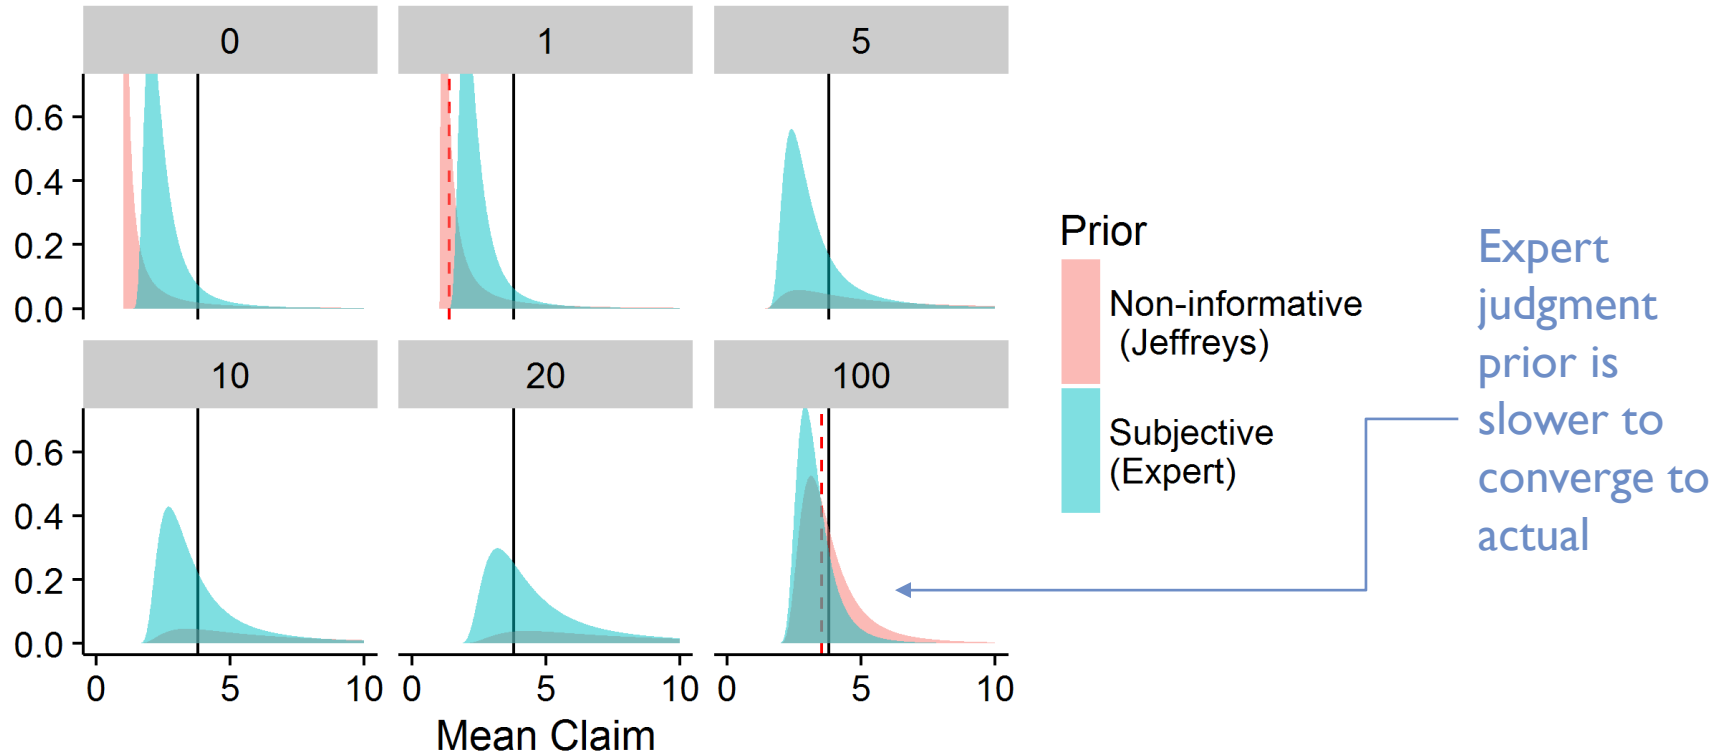 0
1
5
0.6
0.4
0.2
0.0
10
20
100
0.6
0.4
0.2
0.0
0 5 10
0 5 10
0 5 10
Mean Claim
Prior
Non-informative
(Jeffreys)
Subjective
(Expert)
Expert
judgment
prior is
slower to
converge to
actual